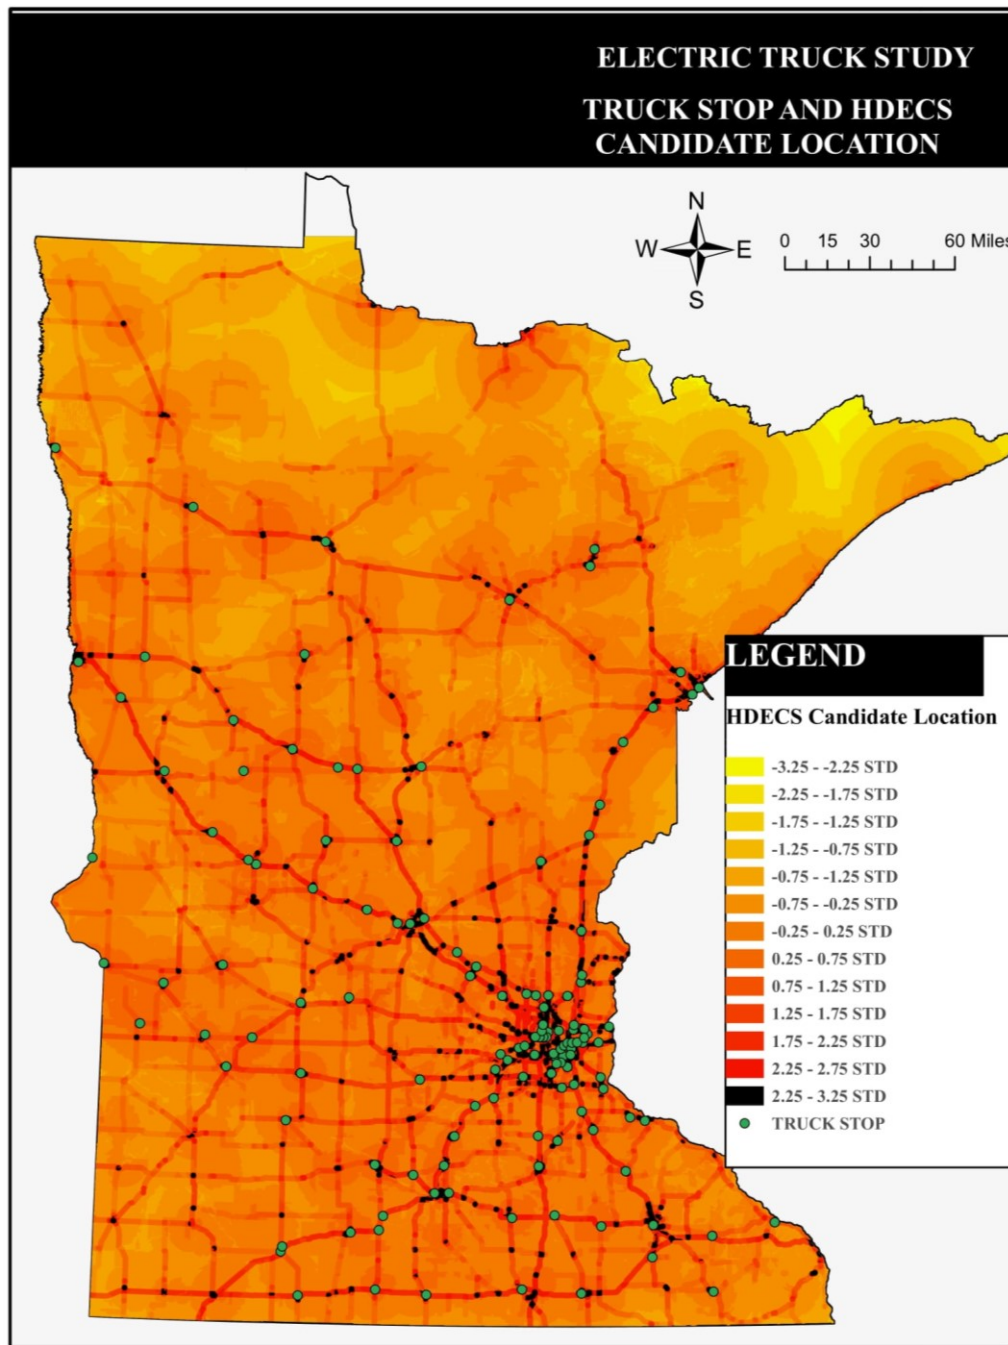 ELECTRIC TRUCK STUDY
TRUCK STOP AND HDECS
CANDIDATE LOCATION
N
W E
S
0 15 30 60 Miles
LEGEND
HDECS Candidate Location
-3.25 - -2.25 STD
-2.25 - -1.75 STD
-1.75 - -1.25 STD
-1.25 - -0.75 STD
-0.75 - -1.25 STD
-0.75 - -0.25 STD
-0.25 - 0.25 STD
0.25 - 0.75 STD
0.75 - 1.25 STD
1.25 - 1.75 STD
1.75 - 2.25 STD
2.25 - 2.75 STD
2.25 - 3.25 STD
TRUCK STOP